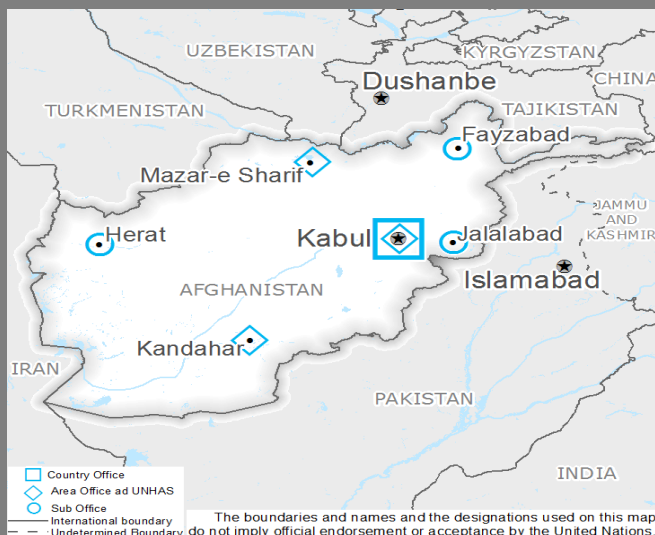 UZBEKISTAN
KYRGYZSTAN
Dushanbe
CHINA
TURKMENISTAN
TAJIKISTAN
Fayzabad
Mazar-e Sharif
JAMMU
AND
KASHMIR
Herat
Kabul
Jalalabad
Islamabad
AFGHANISTAN
Kandahar
IRAN
PAKISTAN
INDIA
Country Office
Area Office ad UNHAS
Sub Office
International boundary
Undetermined Boundary
The boundaries and names and the designations used on this map
do not imply official endorsement or acceptance by the United Nations.